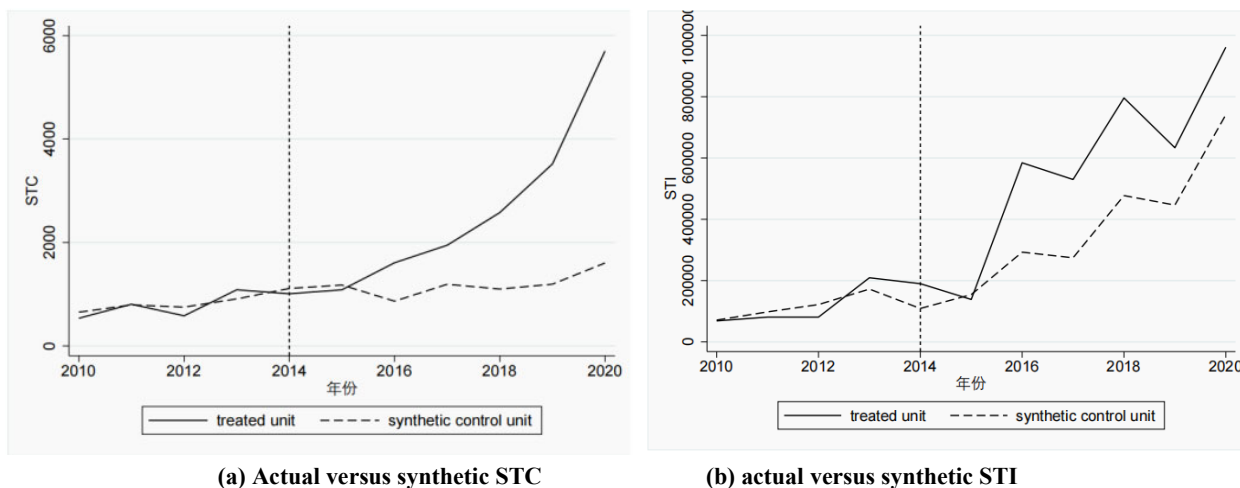 6000
4000
2000
0
STC
2010 2012 2014 2016 2018 2020
年份
treated unit synthetic control unit
(a) Actual versus synthetic STC
1000000
800000
600000
400000
200000
0
STI
2010 2012 2014 2016 2018 2020
年份
treated unit synthetic control unit
(b) actual versus synthetic STI